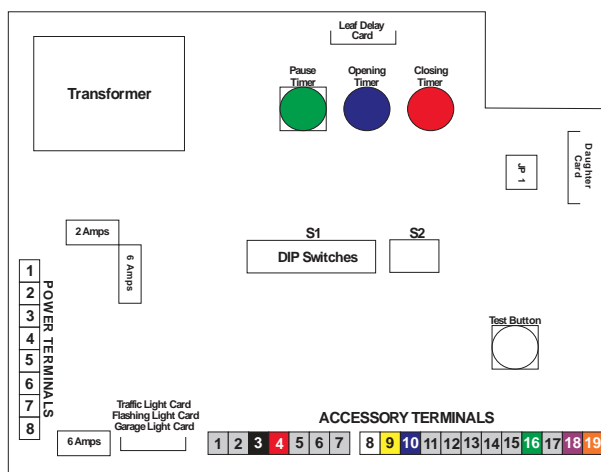 Leaf Delay
Card
Transformer
Pause
Timer
Opening
Timer
Closing
Timer
JP 1
Daughter
Card
2 Amps
6 Amps
S1
S2
DIP Switches
POWER TERMINALS
1
2
3
4
5
6
7
8
Test Button
Traffic Light Card
Flashing Light Card
Garage Light Card
6 Amps
ACCESSORY TERMINALS
1 2 3 4 5 6 7 8 9 10 11 12 13 14 15 16 17 18 19